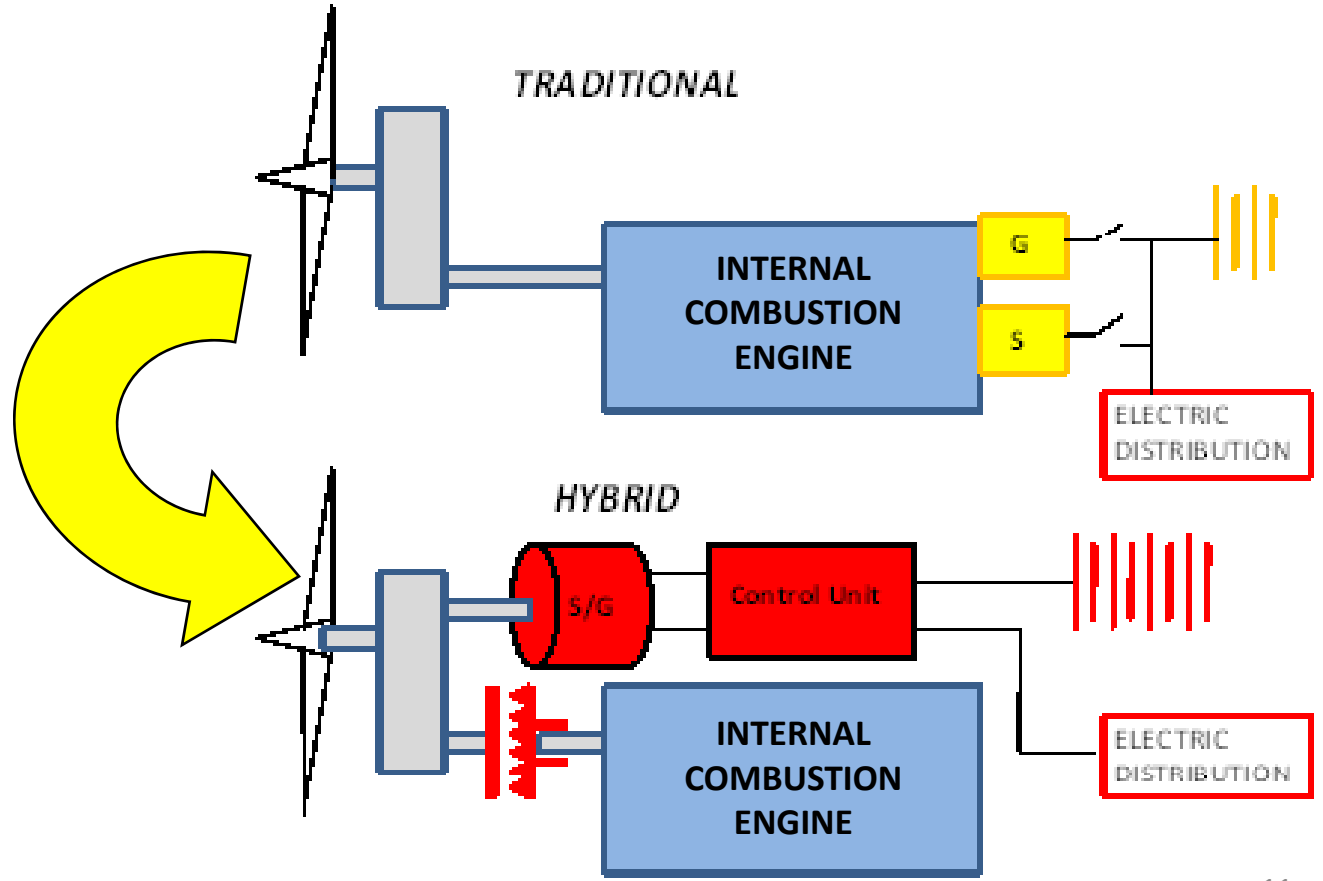 TRADITIONAL
INTERNAL
COMBUSTION
ENGINE
G
S
ELECTRIC
DISTRIBUTION
HYBRID
S/G
Control Unit
INTERNAL
COMBUSTION
ENGINE
ELECTRIC
DISTRIBUTION